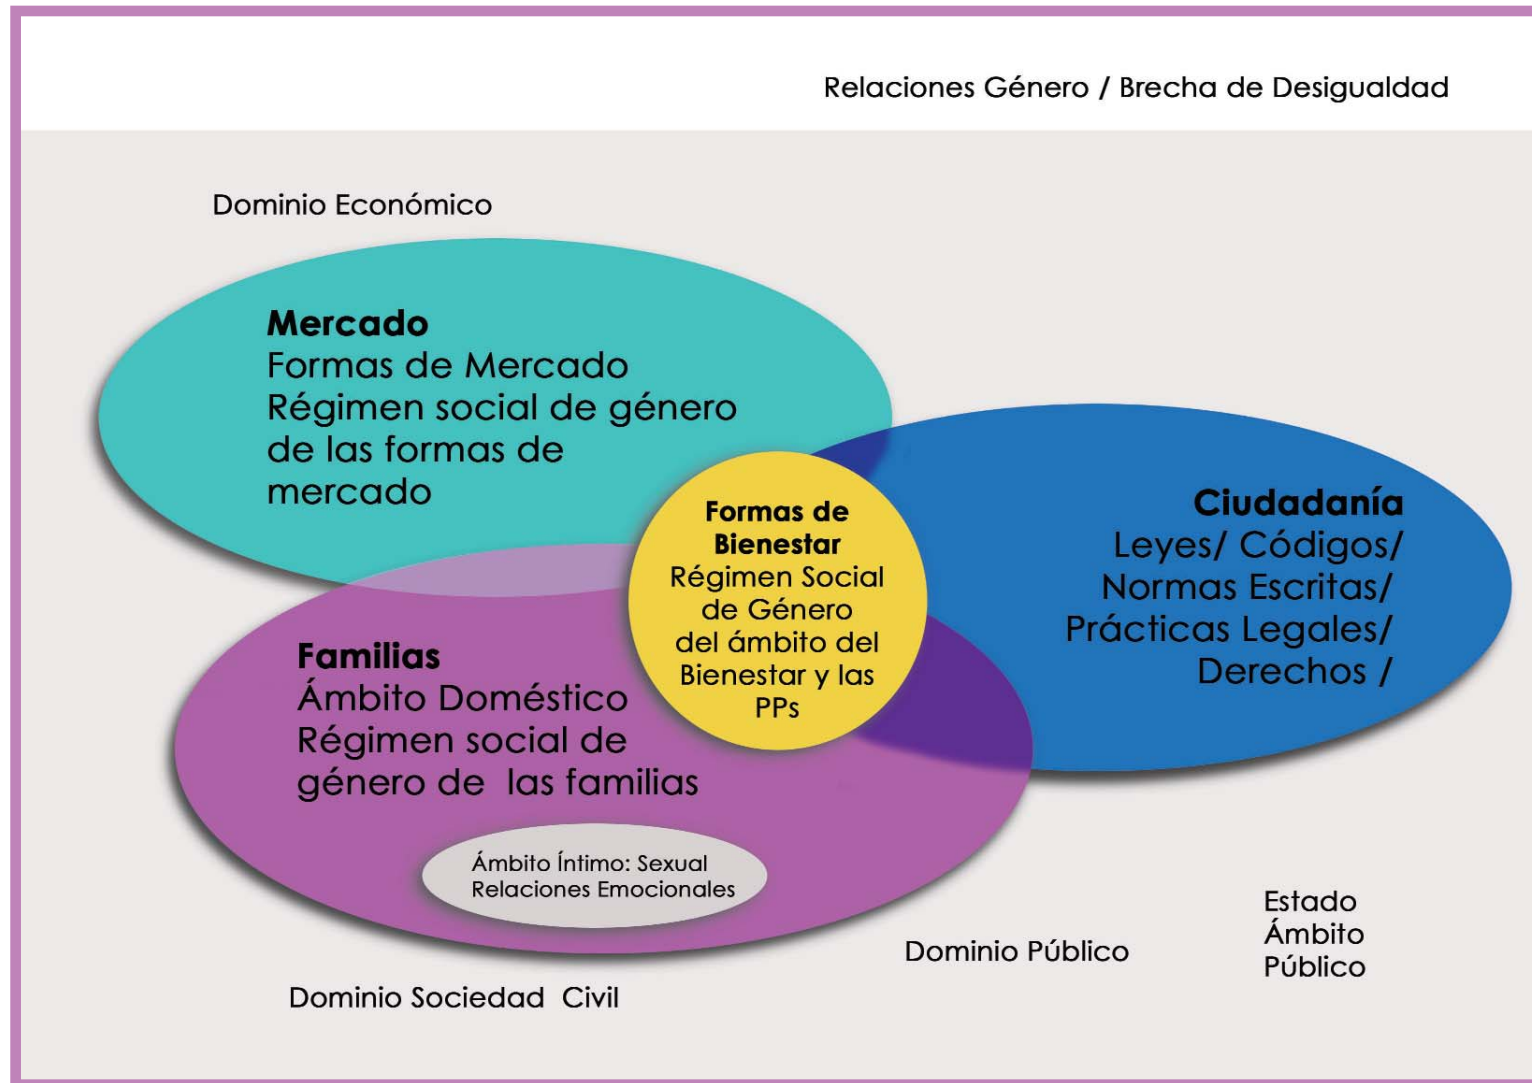 Relaciones Género / Brecha de Desigualdad
Dominio Económico
Mercado
Formas de Mercado
Régimen social de género
de las formas de
mercado
Formas de
Bienestar
Régimen Social
de Género
del ámbito del
Bienestar y las
PPs
Ciudadanía
Leyes/ Códigos/
Normas Escritas/
Prácticas Legales/
Derechos /
Familias
Ámbito Doméstico
Régimen social de
género de las familias
Ámbito Íntimo: Sexual
Relaciones Emocionales
Estado
Ámbito
Público
Dominio Público
Dominio Sociedad Civil